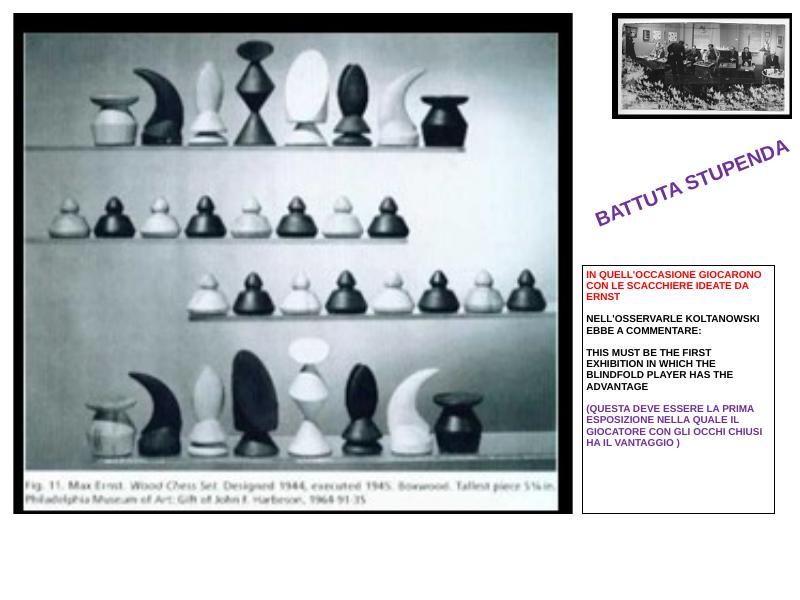 Fig. 11. Max Ernst. Wood Chess Set. Designed 1944, executed 1945. Boxwood. Tallest piece 5⅛ in.
Philadelphia Museum of Art: Gift of John F. Harbeson, 1964-91-35
BATTUTA STUPENDA
IN QUELL'OCCASIONE GIOCARONO
CON LE SCACCHIERE IDEATE DA
ERNST
NELL'OSSERVARLE KOLTANOWSKI
EBBE A COMMENTARE:
THIS MUST BE THE FIRST
EXHIBITION IN WHICH THE
BLINDFOLD PLAYER HAS THE
ADVANTAGE
(QUESTA DEVE ESSERE LA PRIMA
ESPOSIZIONE NELLA QUALE IL
GIOCATORE CON GLI OCCHI CHIUSI
HA IL VANTAGGIO )